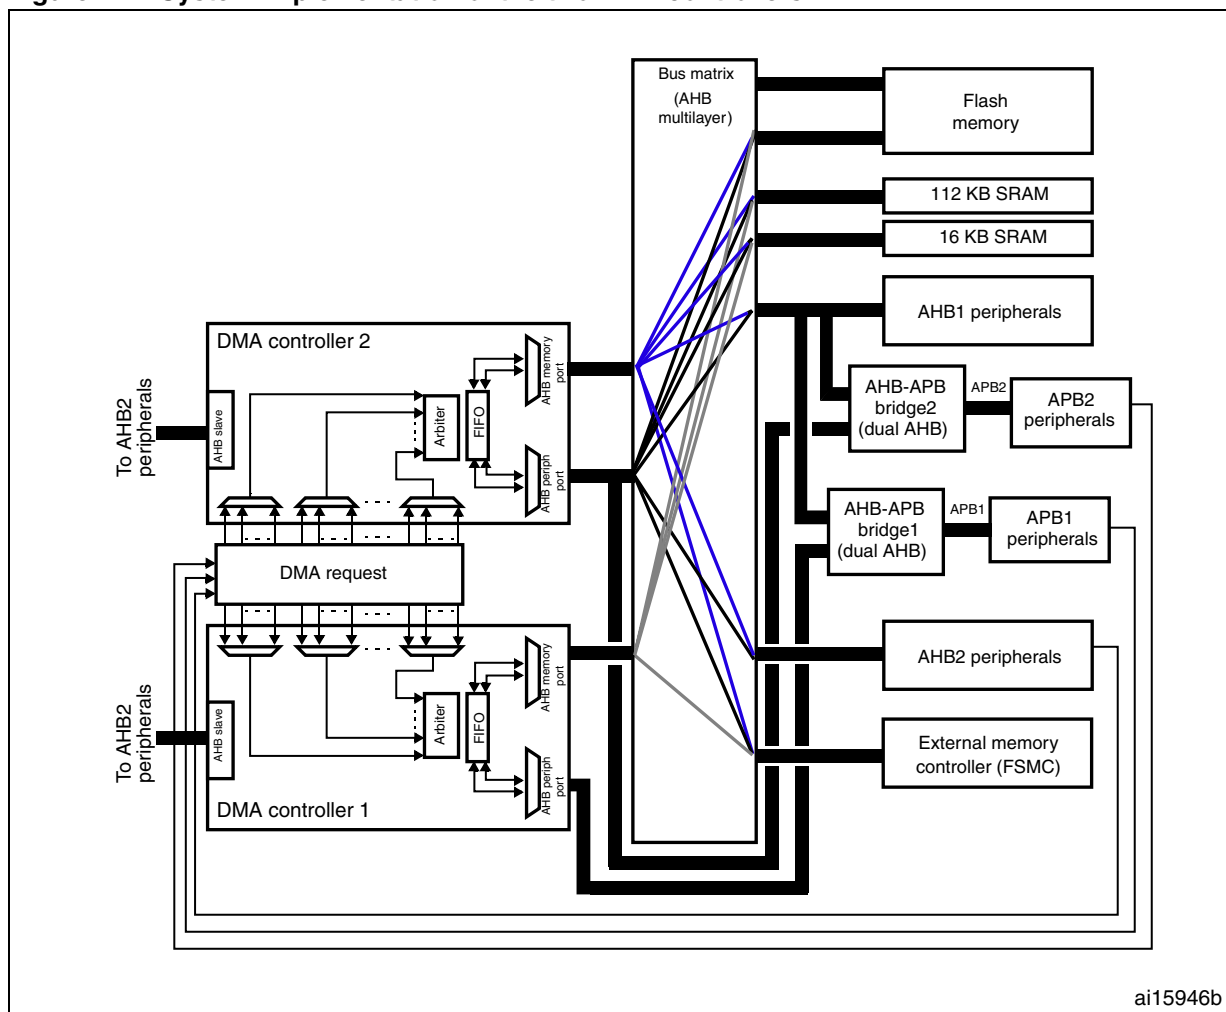 Bus matrix
(AHB
multilayer)
Flash
memory
112 KB SRAM
16 KB SRAM
AHB1 peripherals
DMA controller 2
AHB memory
port
AHB-APB
bridge2
(dual AHB)
APB2
APB2
peripherals
To AHB2
peripherals
AHB slave
Arbiter
FIFO
AHB periph
port
AHB-APB
bridge1
(dual AHB)
APB1
APB1
peripherals
DMA request
AHB memory
port
AHB2 peripherals
To AHB2
peripherals
AHB slave
Arbiter
FIFO
AHB periph
port
External memory
controller (FSMC)
DMA controller 1
ai15946b